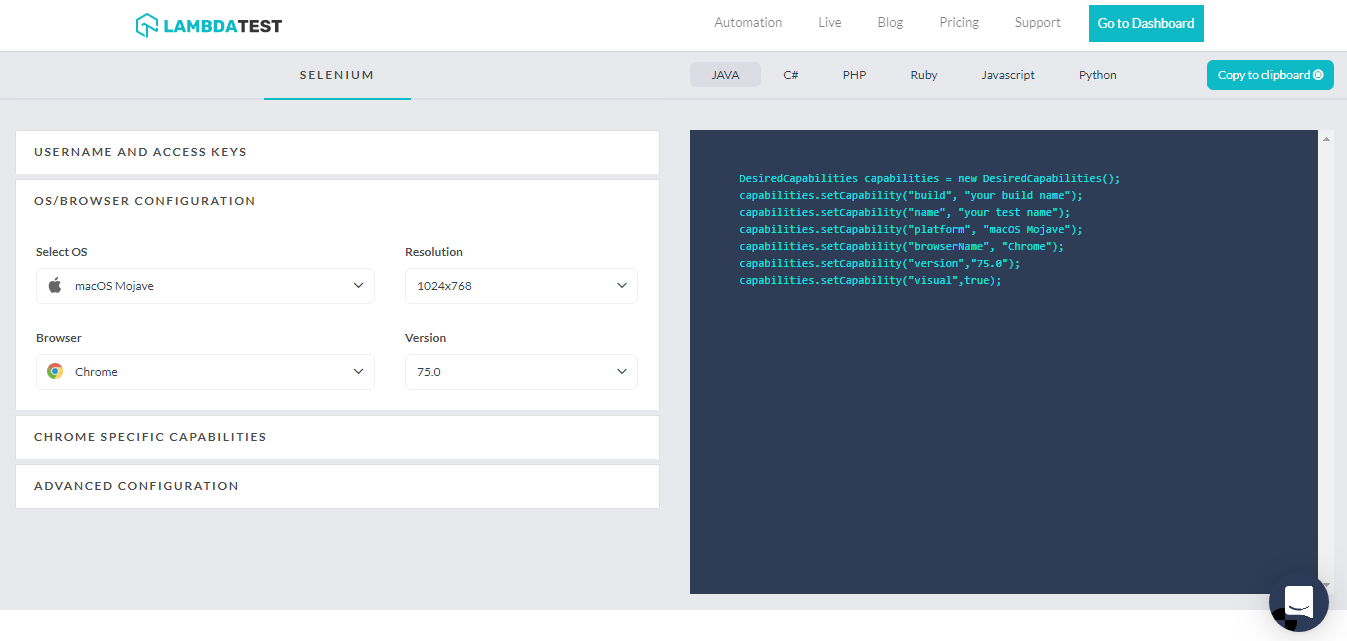 LAMBDATEST
Automation
Live
Blog
Pricing
Support
Go to Dashboard
SELENIUM
JAVA
C#
PHP
Ruby
Javascript
Python
Copy to clipboard
USERNAME AND ACCESS KEYS
OS/BROWSER CONFIGURATION
Select OS
Resolution
macOS Mojave
1024x768
Browser
Version
Chrome
75.0
CHROME SPECIFIC CAPABILITIES
ADVANCED CONFIGURATION
DesiredCapabilities capabilities = new DesiredCapabilities();
capabilities.setCapability("build", "your build name");
capabilities.setCapability("name", "your test name");
capabilities.setCapability("platform", "macOS Mojave");
capabilities.setCapability("browserName", "Chrome");
capabilities.setCapability("version","75.0");
capabilities.setCapability("visual",true);